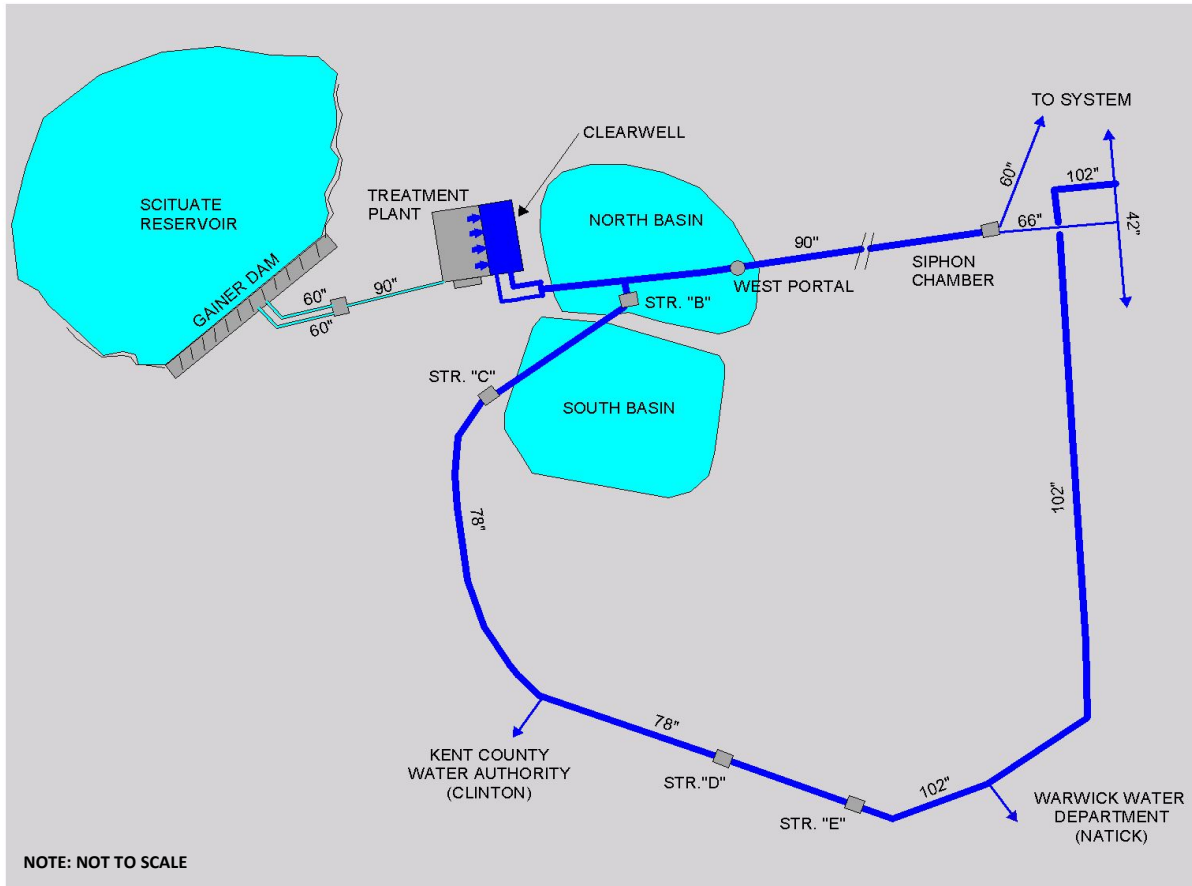 TO SYSTEM
CLEARWELL
TREATMENT
PLANT
SCITUATE
RESERVOIR
NORTH BASIN
60"
102"
66"
42"
90"
SIPHON
CHAMBER
WEST PORTAL
GAINER DAM
90"
60"
60"
STR. "B"
STR. "C"
SOUTH BASIN
78"
102"
78"
KENT COUNTY
WATER AUTHORITY
(CLINTON)
STR."D"
STR. "E"
102"
WARWICK WATER
DEPARTMENT
(NATICK)
NOTE: NOT TO SCALE